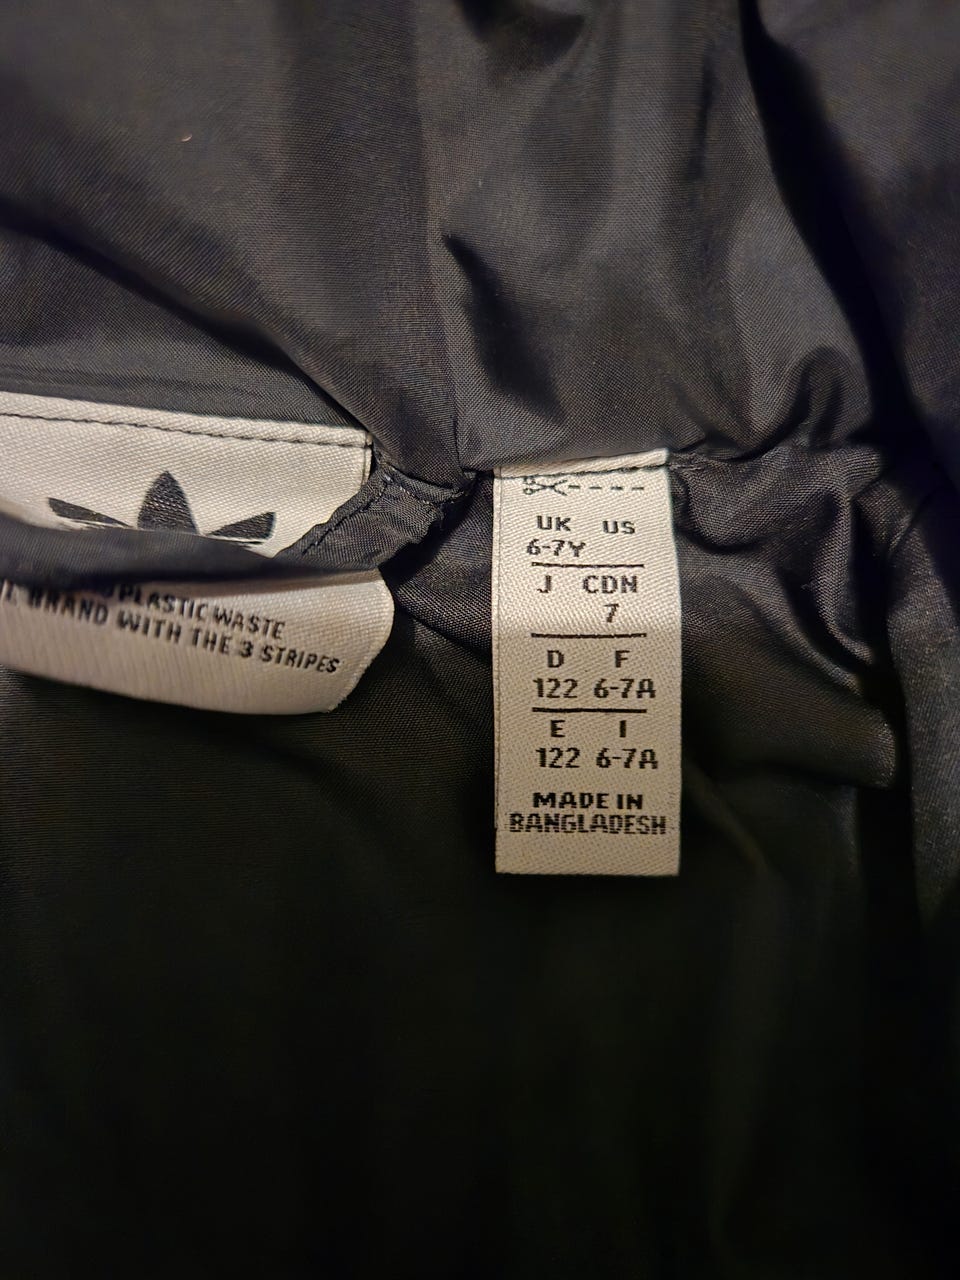 PLASTIC WASTE
BRAND WITH THE 3 STRIPES
UK US
6-7Y
J CDN
7
D F
122 6-7A
E I
122 6-7A
MADE IN
BANGLADESH